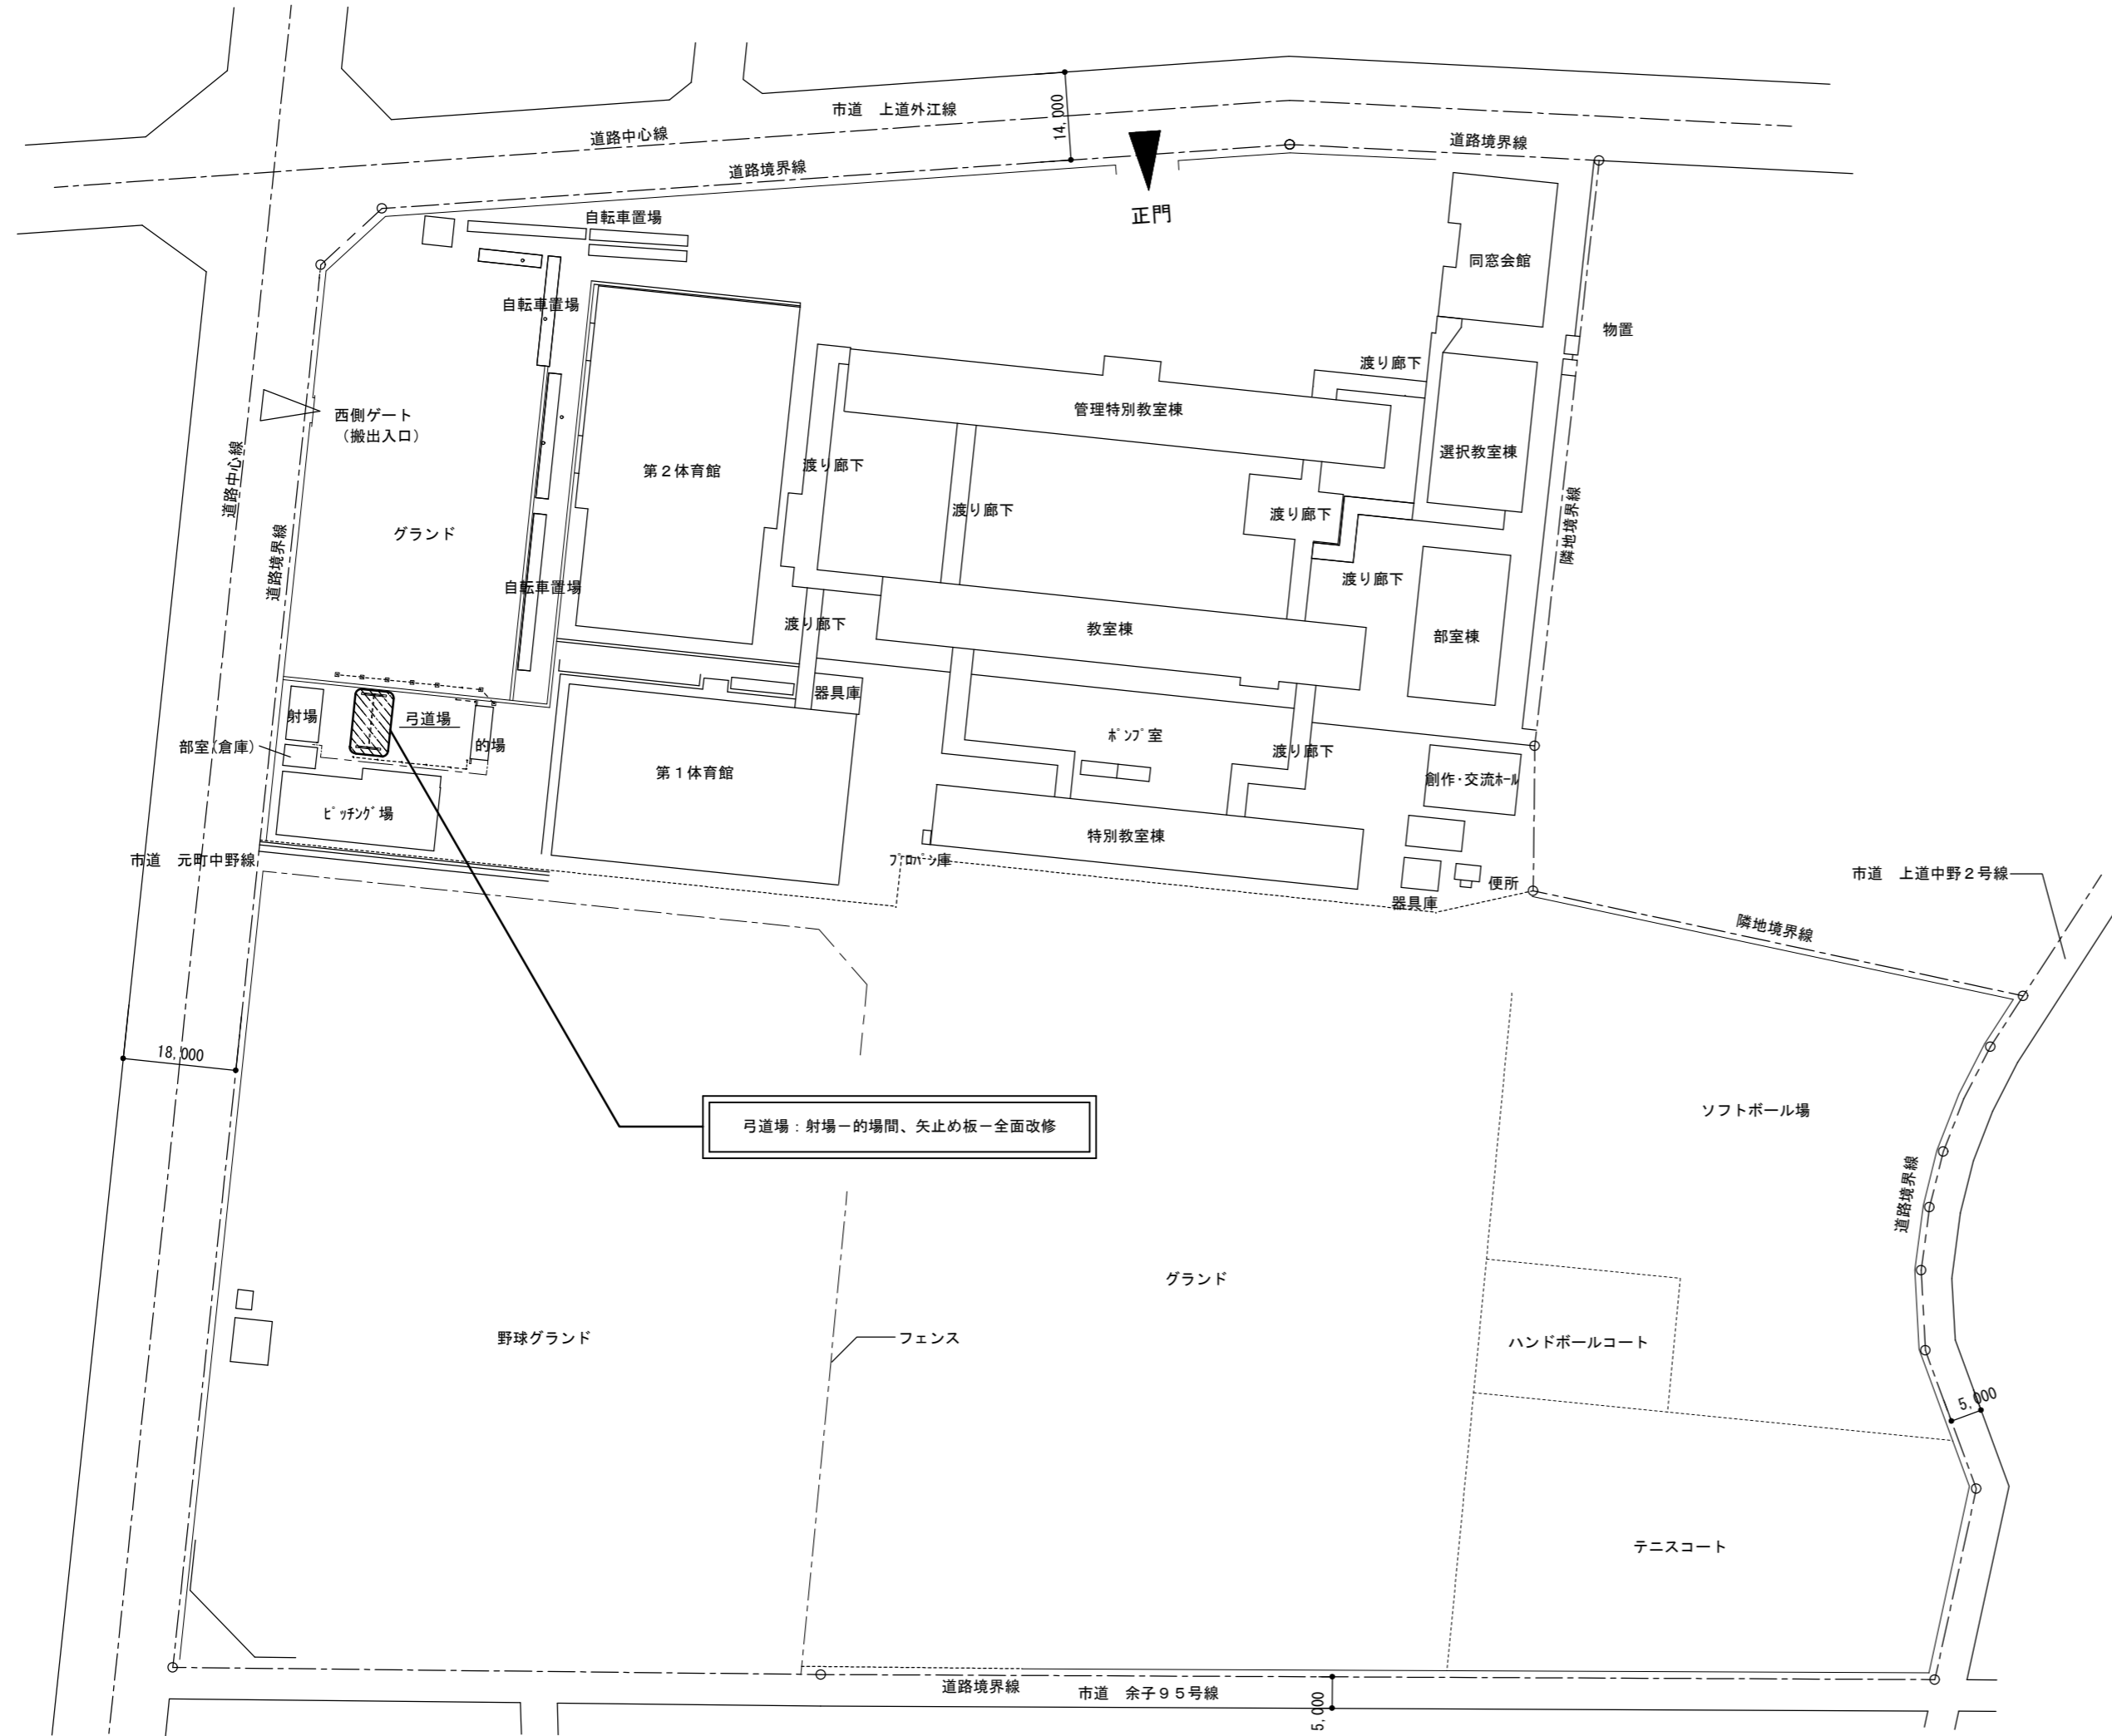 市道　上道外江線
14,000
道路中心線
道路境界線
道路境界線
正門
自転車置場
同窓会館
自転車置場
物置
渡り廊下
西側ゲート
（搬出入口）
管理特別教室棟
選択教室棟
道路中心線
第２体育館
渡り廊下
渡り廊下
渡り廊下
グランド
道路境界線
隣地境界線
自転車置場
渡り廊下
渡り廊下
教室棟
部室棟
器具庫
射場
弓道場
的場
部室(倉庫)
ﾎﾟﾝﾌﾟ室
渡り廊下
第１体育館
創作･交流ﾎｰﾙ
ﾋﾟｯﾁﾝｸﾞ場
特別教室棟
市道　元町中野線
ﾌﾟﾛﾊﾟﾝ庫
便所
器具庫
市道　上道中野２号線
隣地境界線
18,000
弓道場：射場－的場間、矢止め板－全面改修
ソフトボール場
道路境界線
グランド
野球グランド
フェンス
ハンドボールコート
5,000
テニスコート
道路境界線
市道　余子９５号線
5,000